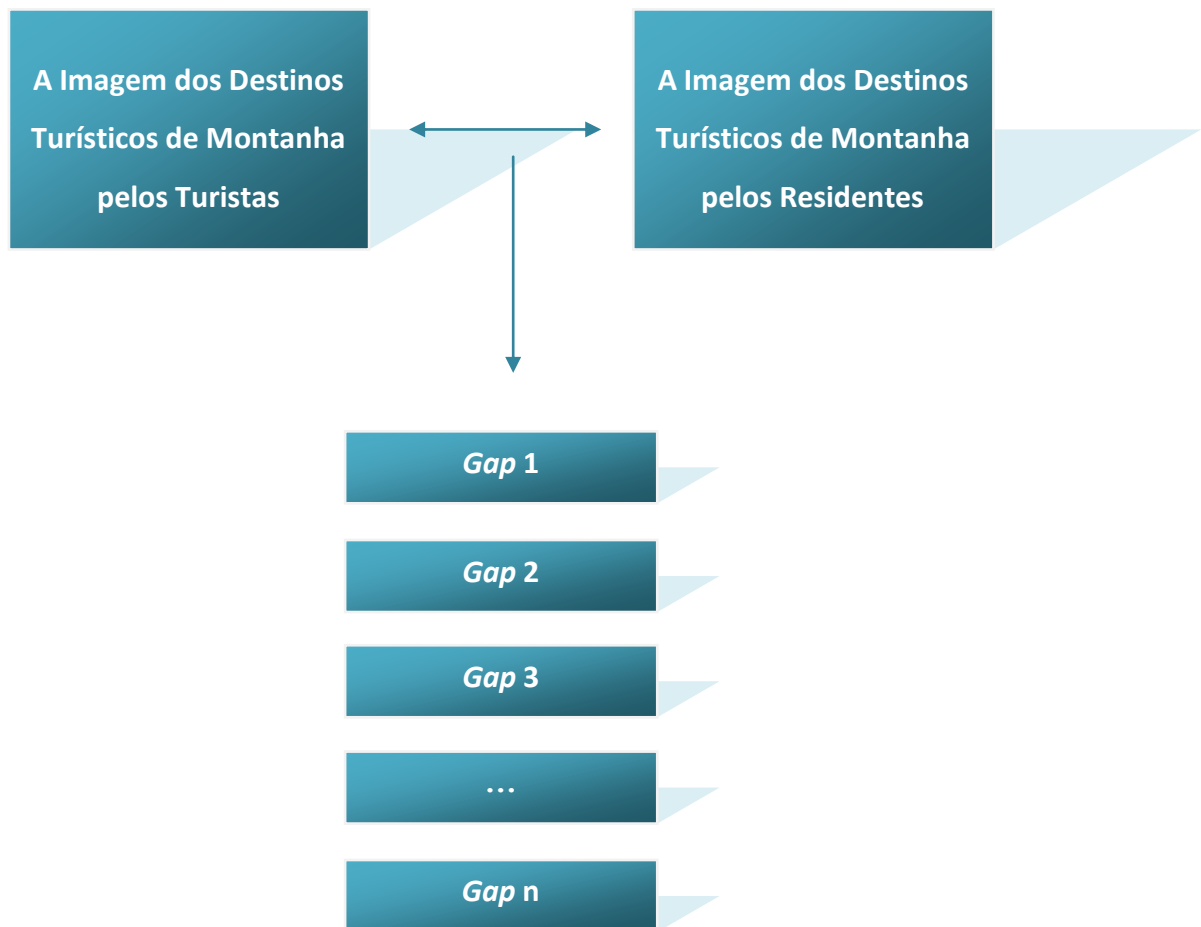 A Imagem dos Destinos
Turísticos de Montanha
pelos Turistas
A Imagem dos Destinos
Turísticos de Montanha
pelos Residentes
Gap 1
Gap 2
Gap 3
...
Gap n